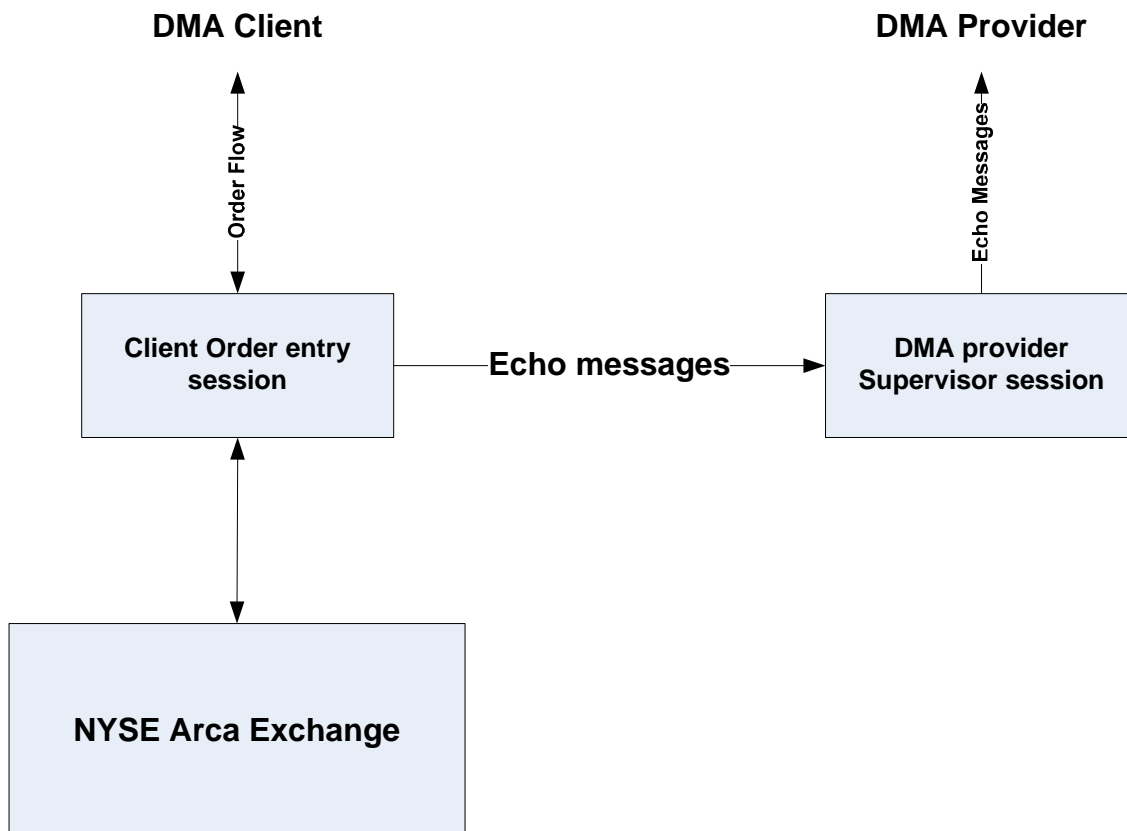 DMA Client
DMA Provider
Order Flow
Echo Messages
Client Order entry
session
Echo messages
DMA provider
Supervisor session
NYSE Arca Exchange